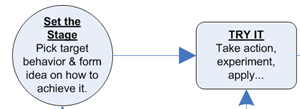 Set the
Stage
Pick target
behavior & form
idea on how to
achieve it.
TRY IT
Take action,
experiment,
apply...